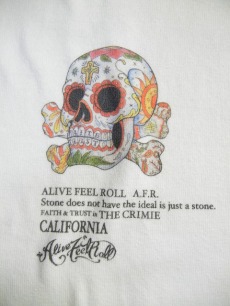 ALIVE FEEL ROLL A.F.R.
Stone does not have the ideal is just a stone.
FAITH & TRUST is THE CRIMIE
CALIFORNIA
Alive Feel Roll